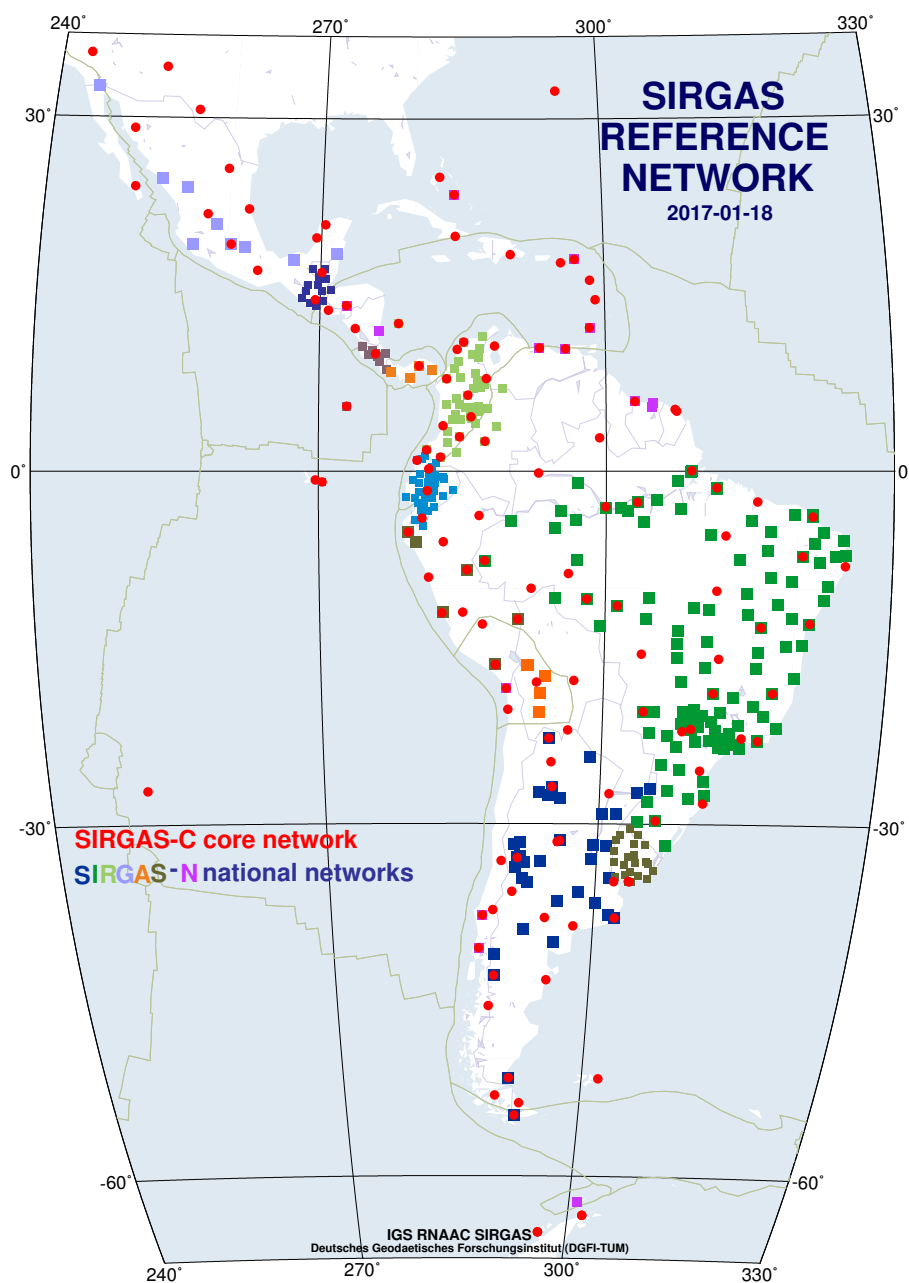 240° 270° 300° 330°
SIRGAS
REFERENCE
NETWORK
2017-01-18
30° 30°
0° 0°
-30° -30°
SIRGAS-C core network
SIRGAS-N national networks
-60° -60°
IGS RNAAC SIRGAS
Deutsches Geodaetisches Forschungsinstitut (DGFI-TUM)
240° 270° 300° 330°